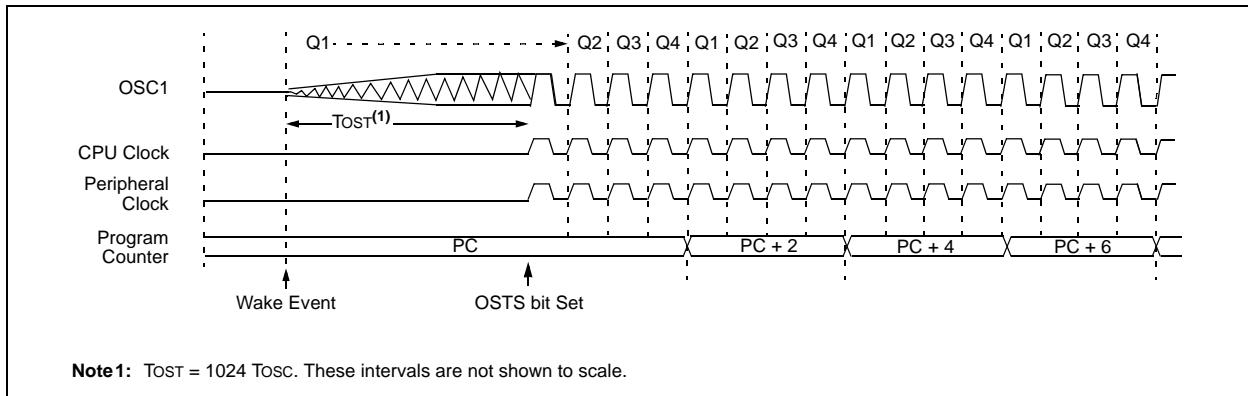 Q1 Q2 Q3 Q4 Q1 Q2 Q3 Q4 Q1 Q2 Q3 Q4 Q1 Q2 Q3 Q4
OSC1
TOST(1)
CPU Clock
Peripheral
Clock
Program
Counter
PC PC + 2 PC + 4 PC + 6
Wake Event OSTS bit Set
Note1: TOST = 1024 TOSC. These intervals are not shown to scale.